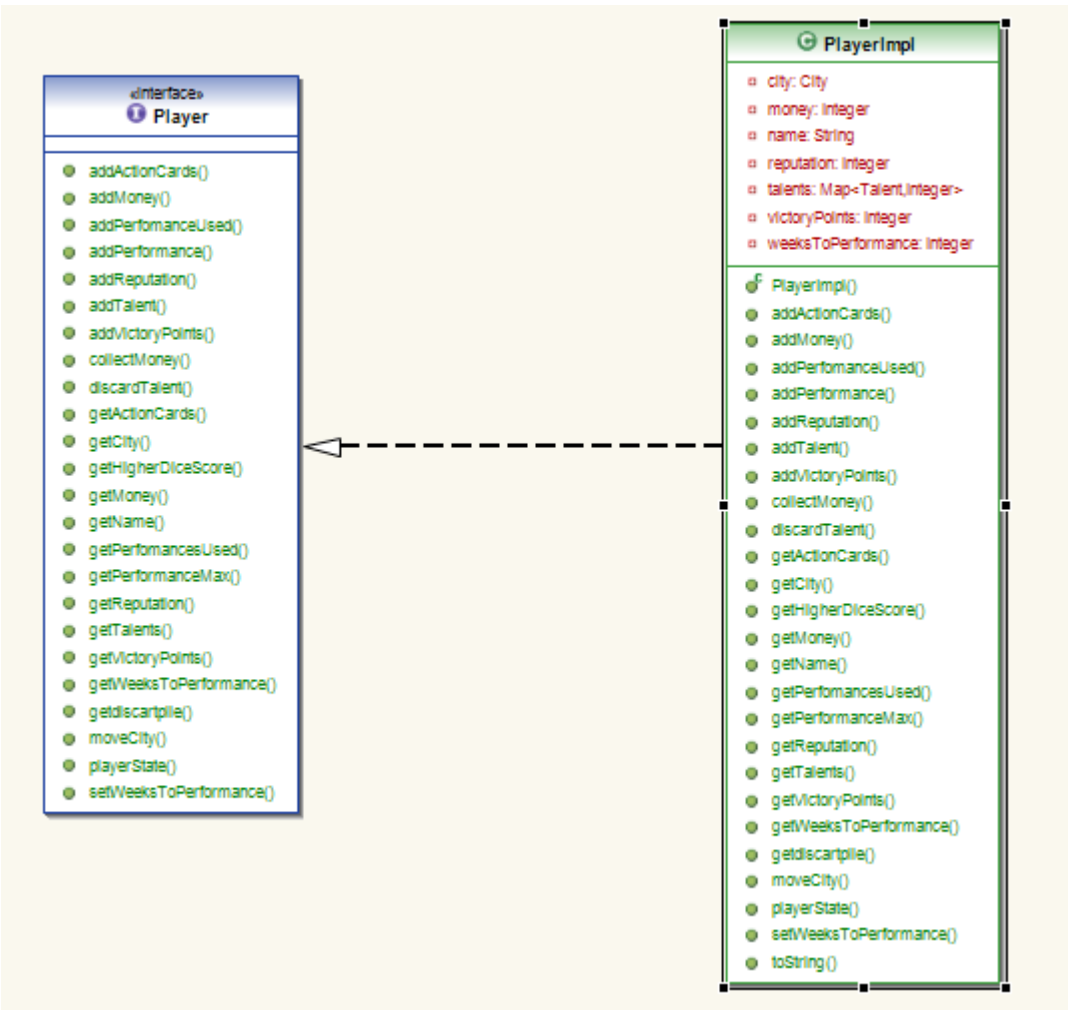 «interface»
I Player
addActionCards()
addMoney()
addPerfomanceUsed()
addPerformance()
addReputation()
addTalent()
addVictoryPoints()
collectMoney()
discardTalent()
getActionCards()
getCity()
getHigherDiceScore()
getMoney()
getName()
getPerfomancesUsed()
getPerformanceMax()
getReputation()
getTalents()
getVictoryPoints()
getWeeksToPerformance()
getdiscartpile()
moveCity()
playerState()
setWeeksToPerformance()
C PlayerImpl
city: City
money: Integer
name: String
reputation: Integer
talents: Map<Talent,Integer>
victoryPoints: Integer
weeksToPerformance: Integer
C PlayerImpl()
addActionCards()
addMoney()
addPerfomanceUsed()
addPerformance()
addReputation()
addTalent()
addVictoryPoints()
collectMoney()
discardTalent()
getActionCards()
getCity()
getHigherDiceScore()
getMoney()
getName()
getPerfomancesUsed()
getPerformanceMax()
getReputation()
getTalents()
getVictoryPoints()
getWeeksToPerformance()
getdiscartpile()
moveCity()
playerState()
setWeeksToPerformance()
toString()